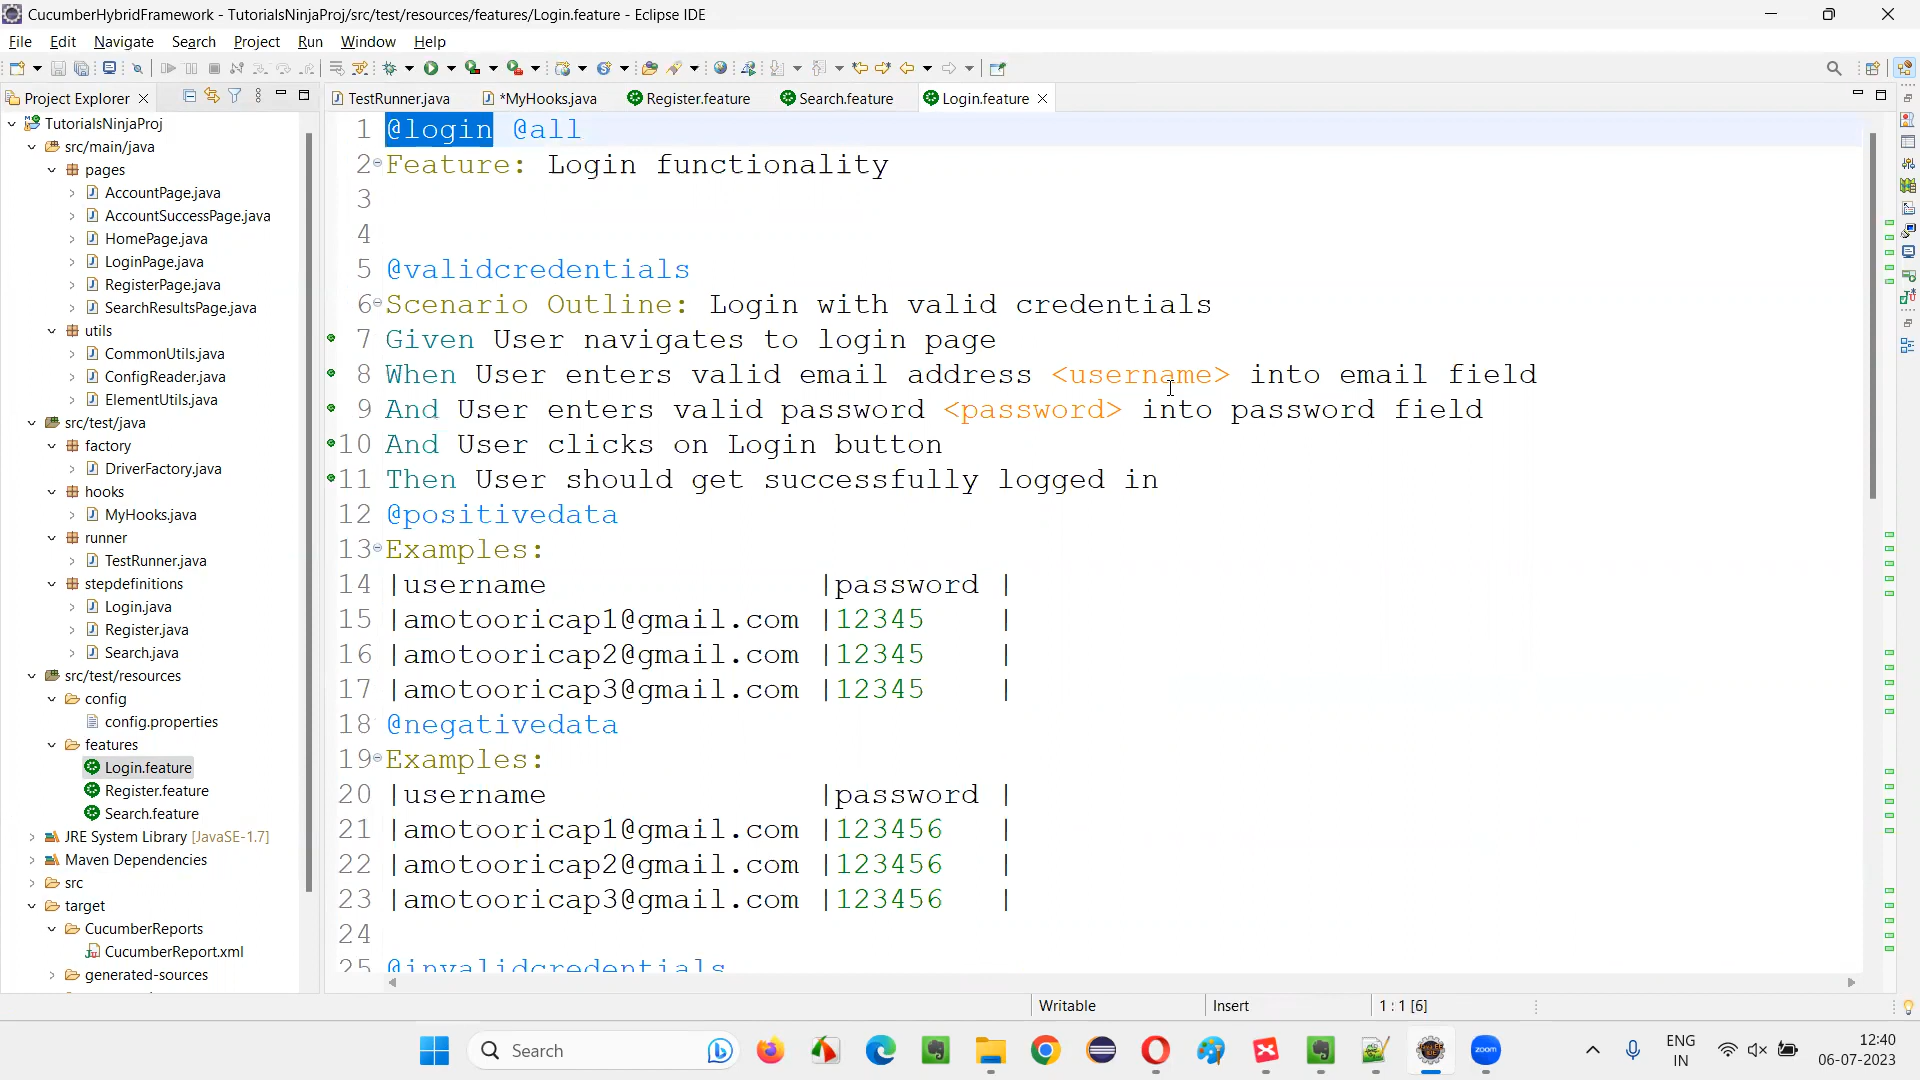 CucumberHybridFramework - TutorialsNinjaProj/src/test/resources/features/Login.feature - Eclipse IDE
File Edit Navigate Search Project Run Window Help
Project Explorer
TestRunner.java *MyHooks.java Register.feature Search.feature Login.feature
TutorialsNinjaProj
src/main/java
pages
AccountPage.java
AccountSuccessPage.java
HomePage.java
LoginPage.java
RegisterPage.java
SearchResultsPage.java
utils
CommonUtils.java
ConfigReader.java
ElementUtils.java
src/test/java
factory
DriverFactory.java
hooks
MyHooks.java
runner
TestRunner.java
stepdefinitions
Login.java
Register.java
Search.java
src/test/resources
config
config.properties
features
Login.feature
Register.feature
Search.feature
JRE System Library [JavaSE-1.7]
Maven Dependencies
src
target
CucumberReports
CucumberReport.xml
generated-sources
1 @login @all
2 Feature: Login functionality
3
4
5 @validcredentials
6 Scenario Outline: Login with valid credentials
7 Given User navigates to login page
8 When User enters valid email address <username> into email field
9 And User enters valid password <password> into password field
10 And User clicks on Login button
11 Then User should get successfully logged in
12 @positivedata
13 Examples:
14 |username |password |
15 |amotooricap1@gmail.com |12345 |
16 |amotooricap2@gmail.com |12345 |
17 |amotooricap3@gmail.com |12345 |
18 @negativedata
19 Examples:
20 |username |password |
21 |amotooricap1@gmail.com |123456 |
22 |amotooricap2@gmail.com |123456 |
23 |amotooricap3@gmail.com |123456 |
24
25 @invalidcredentials
Writable Insert 1 : 1 [6]
Search
zoom
ENG
IN
12:40
06-07-2023